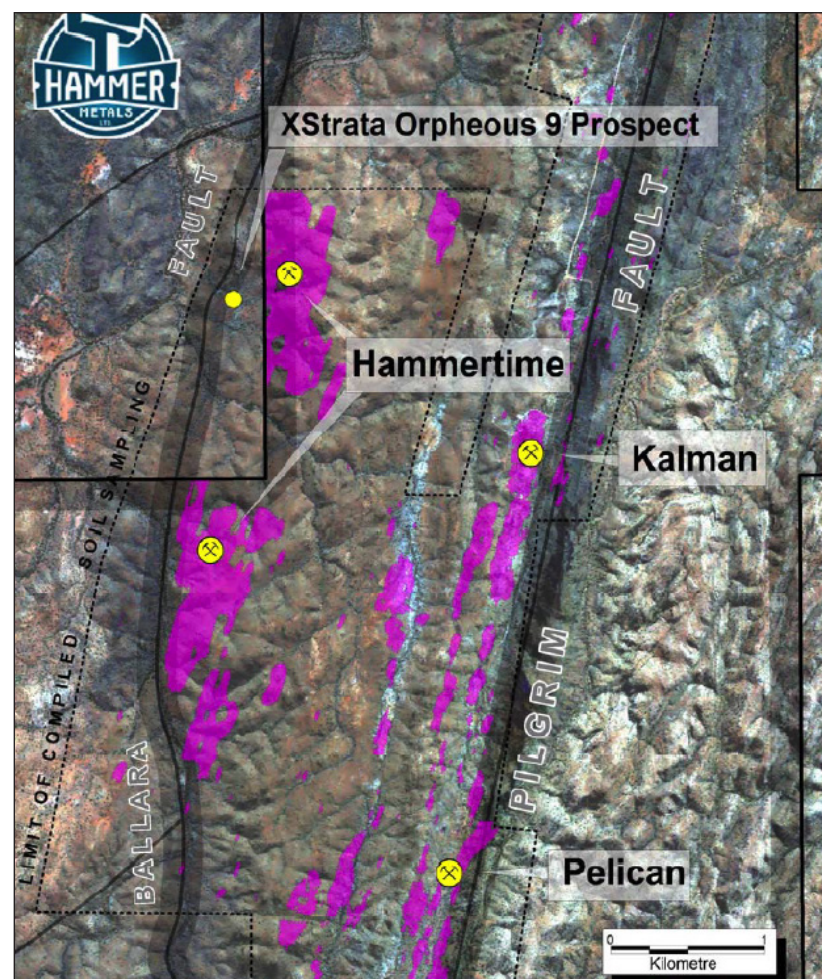 HAMMER
METALS
LTD
XStrata Orpheous 9 Prospect
FAULT
FAULT
Hammertime
Kalman
LIMIT OF COMPILED SOIL SAMPLING
BALLARA
PILGRIM
Pelican
0 1
Kilometre